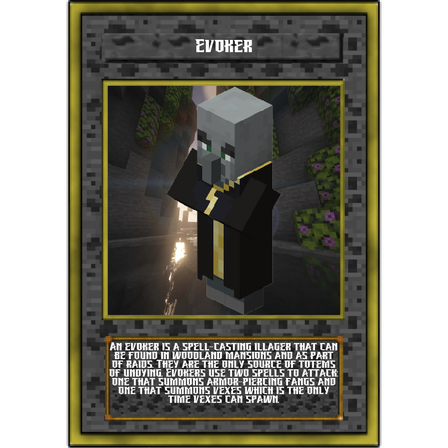 EVOKER
AN EVOKER IS A SPELL-CASTING ILLAGER THAT CAN
BE FOUND IN WOODLAND MANSIONS AND AS PART
OF RAIDS. THEY ARE THE ONLY SOURCE OF TOTEMS
OF UNDYING. EVOKERS USE TWO SPELLS TO ATTACK:
ONE THAT SUMMONS ARMOR-PIERCING FANGS AND
ONE THAT SUMMONS VEXES WHICH IS THE ONLY
TIME VEXES CAN SPAWN.